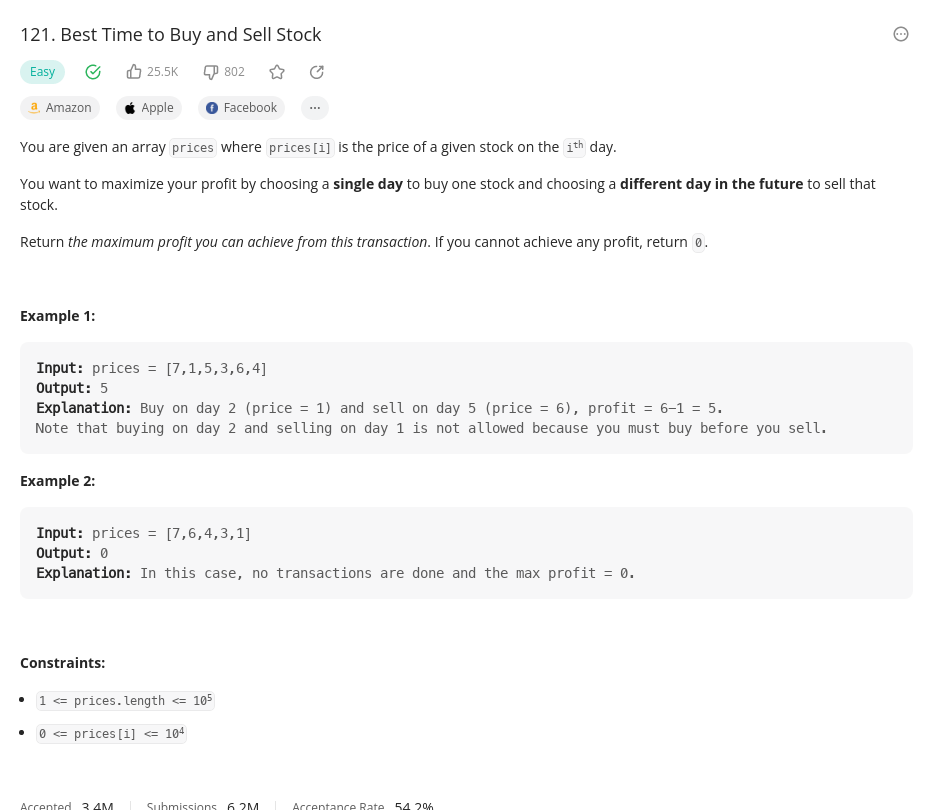 121. Best Time to Buy and Sell Stock
Easy 25.5K 802
Amazon Apple Facebook ...
You are given an array prices where prices[i] is the price of a given stock on the ith day.
You want to maximize your profit by choosing a single day to buy one stock and choosing a different day in the future to sell that
stock.
Return the maximum profit you can achieve from this transaction. If you cannot achieve any profit, return 0.
Example 1:
Input: prices = [7,1,5,3,6,4]
Output: 5
Explanation: Buy on day 2 (price = 1) and sell on day 5 (price = 6), profit = 6-1 = 5.
Note that buying on day 2 and selling on day 1 is not allowed because you must buy before you sell.
Example 2:
Input: prices = [7,6,4,3,1]
Output: 0
Explanation: In this case, no transactions are done and the max profit = 0.
Constraints:
• 1 <= prices.length <= 10⁵
• 0 <= prices[i] <= 10⁴
Accepted 3.4M Submissions 6.2M Acceptance Rate 54.2%